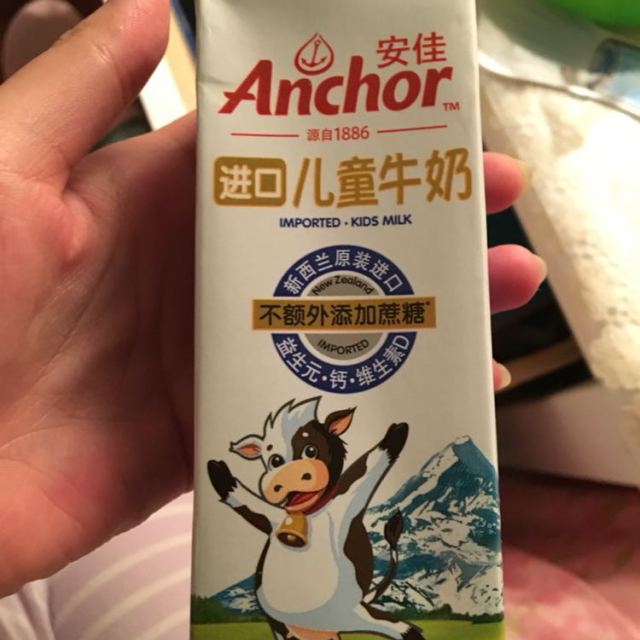 安佳
Anchor™
源自1886
进口儿童牛奶
IMPORTED · KIDS MILK
新西兰原装进口
New Zealand
不额外添加蔗糖*
IMPORTED
益生元·钙·维生素D